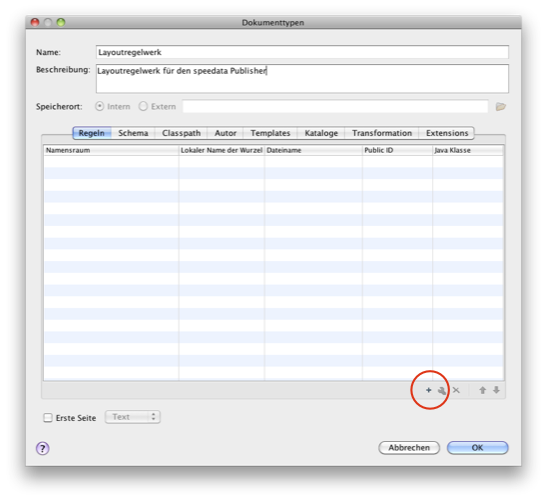 Dokumenttypen
Name: Layoutregelwerk
Beschreibung: Layoutregelwerk für den speedata Publisher
Speicherort: Intern Extern
Regeln Schema Classpath Autor Templates Kataloge Transformation Extensions
Namensraum Lokaler Name der Wurzel Dateiname Public ID Java Klasse
Erste Seite Text
? Abbrechen OK